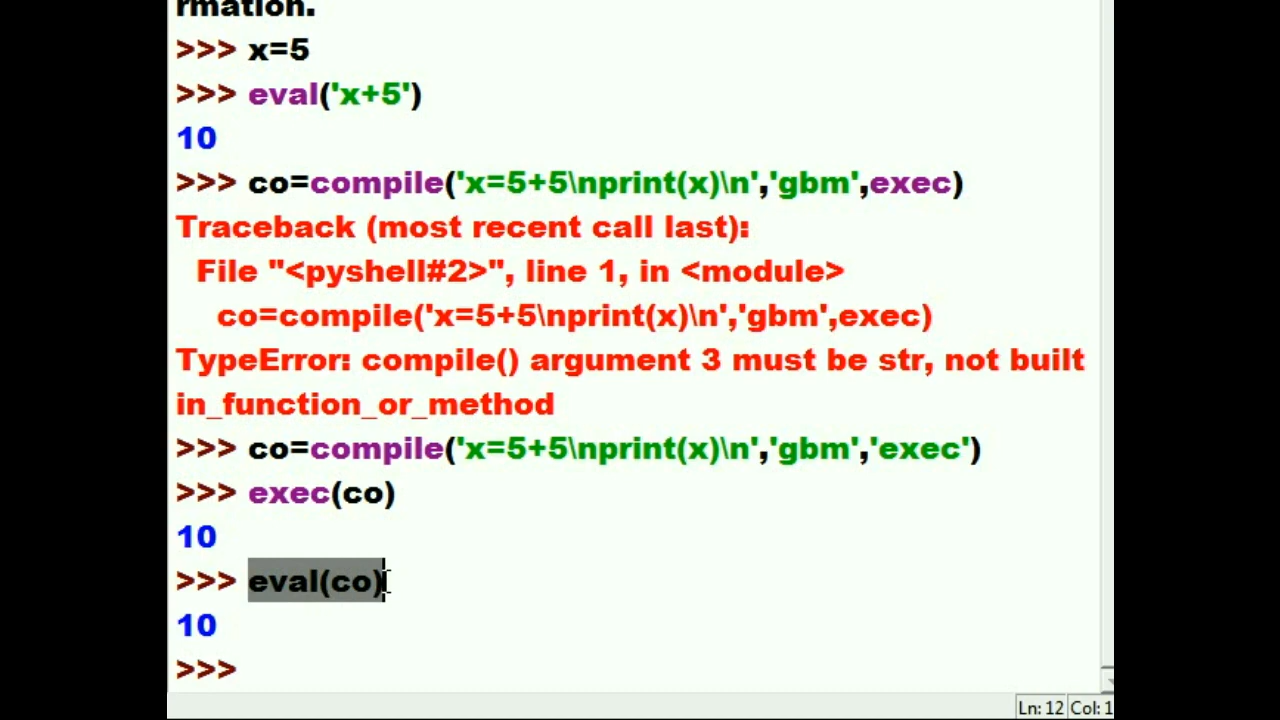 rmation.
>>> x=5
>>> eval('x+5')
10
>>> co=compile('x=5+5\nprint(x)\n','gbm',exec)
Traceback (most recent call last):
  File "<pyshell#2>", line 1, in <module>
    co=compile('x=5+5\nprint(x)\n','gbm',exec)
TypeError: compile() argument 3 must be str, not built
in_function_or_method
>>> co=compile('x=5+5\nprint(x)\n','gbm','exec')
>>> exec(co)
10
>>> eval(co)
10
>>>
Ln: 12 Col: 1